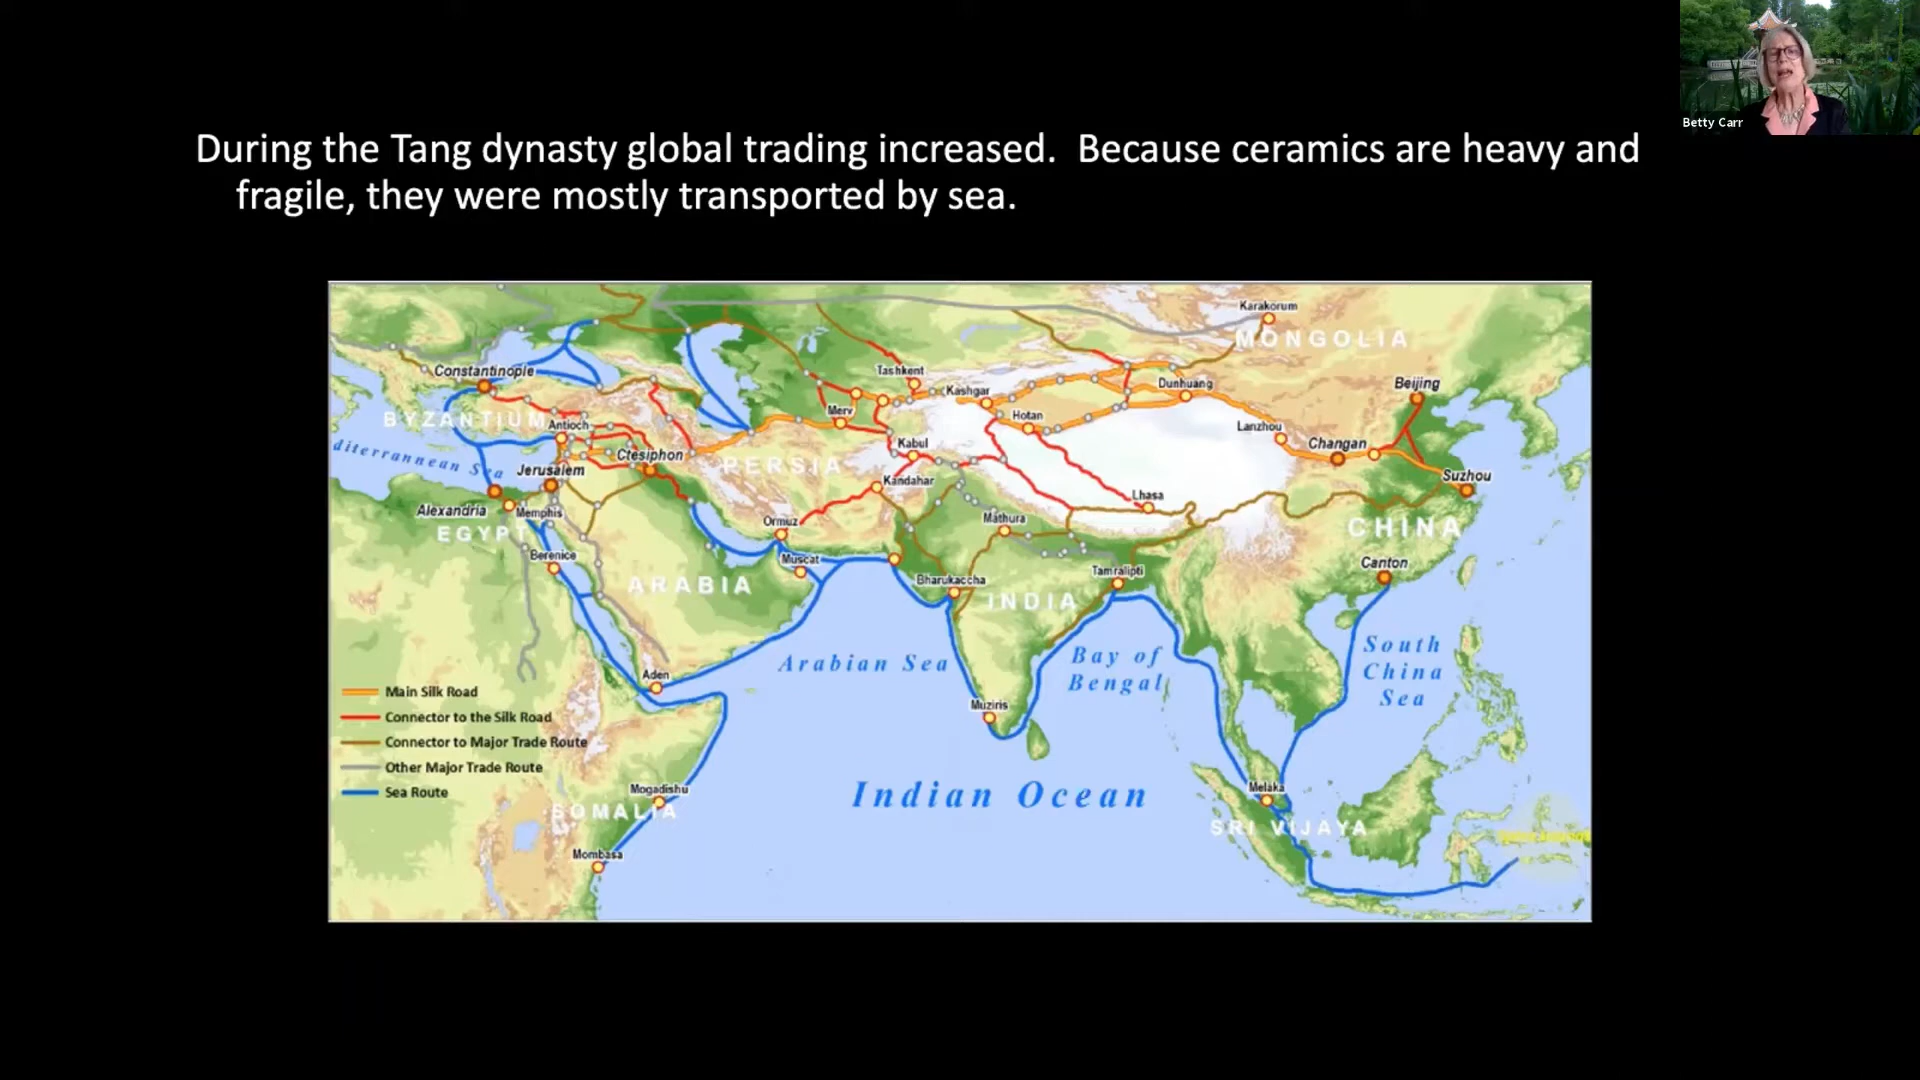 Betty Carr
During the Tang dynasty global trading increased.  Because ceramics are heavy and
fragile, they were mostly transported by sea.
Karakorum
MONGOLIA
Constantinople
Tashkent
Kashgar
Dunhuang
Beijing
BYZANTIUM
Merv
Hotan
Antioch
Lanzhou
Changan
Kabul
Ctesiphon
PERSIA
diterrannean Sea
Jerusalem
Suzhou
Kandahar
Lhasa
Alexandria
Memphis
Ormuz
Mathura
EGYPT
CHINA
Berenice
Muscat
Canton
Tamralipti
Bharukaccha
ARABIA
INDIA
South
China
Sea
Arabian Sea
Bay of
Bengal
Aden
Muziris
Main Silk Road
Connector to the Silk Road
Connector to Major Trade Route
Other Major Trade Route
Sea Route
Mogadishu
Melaka
Indian Ocean
SOMALIA
SRI VIJAYA
Mombasa